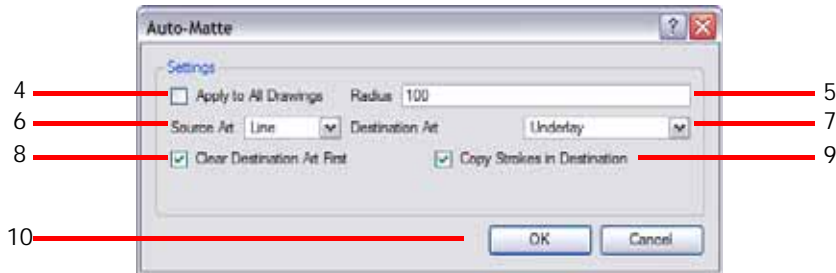 Auto-Matte ?
Settings
4 Apply to All Drawings Radius 100 5
6 Source Art Line Destination Art Underlay 7
8 Clear Destination Art First Copy Strokes in Destination 9
10 OK Cancel